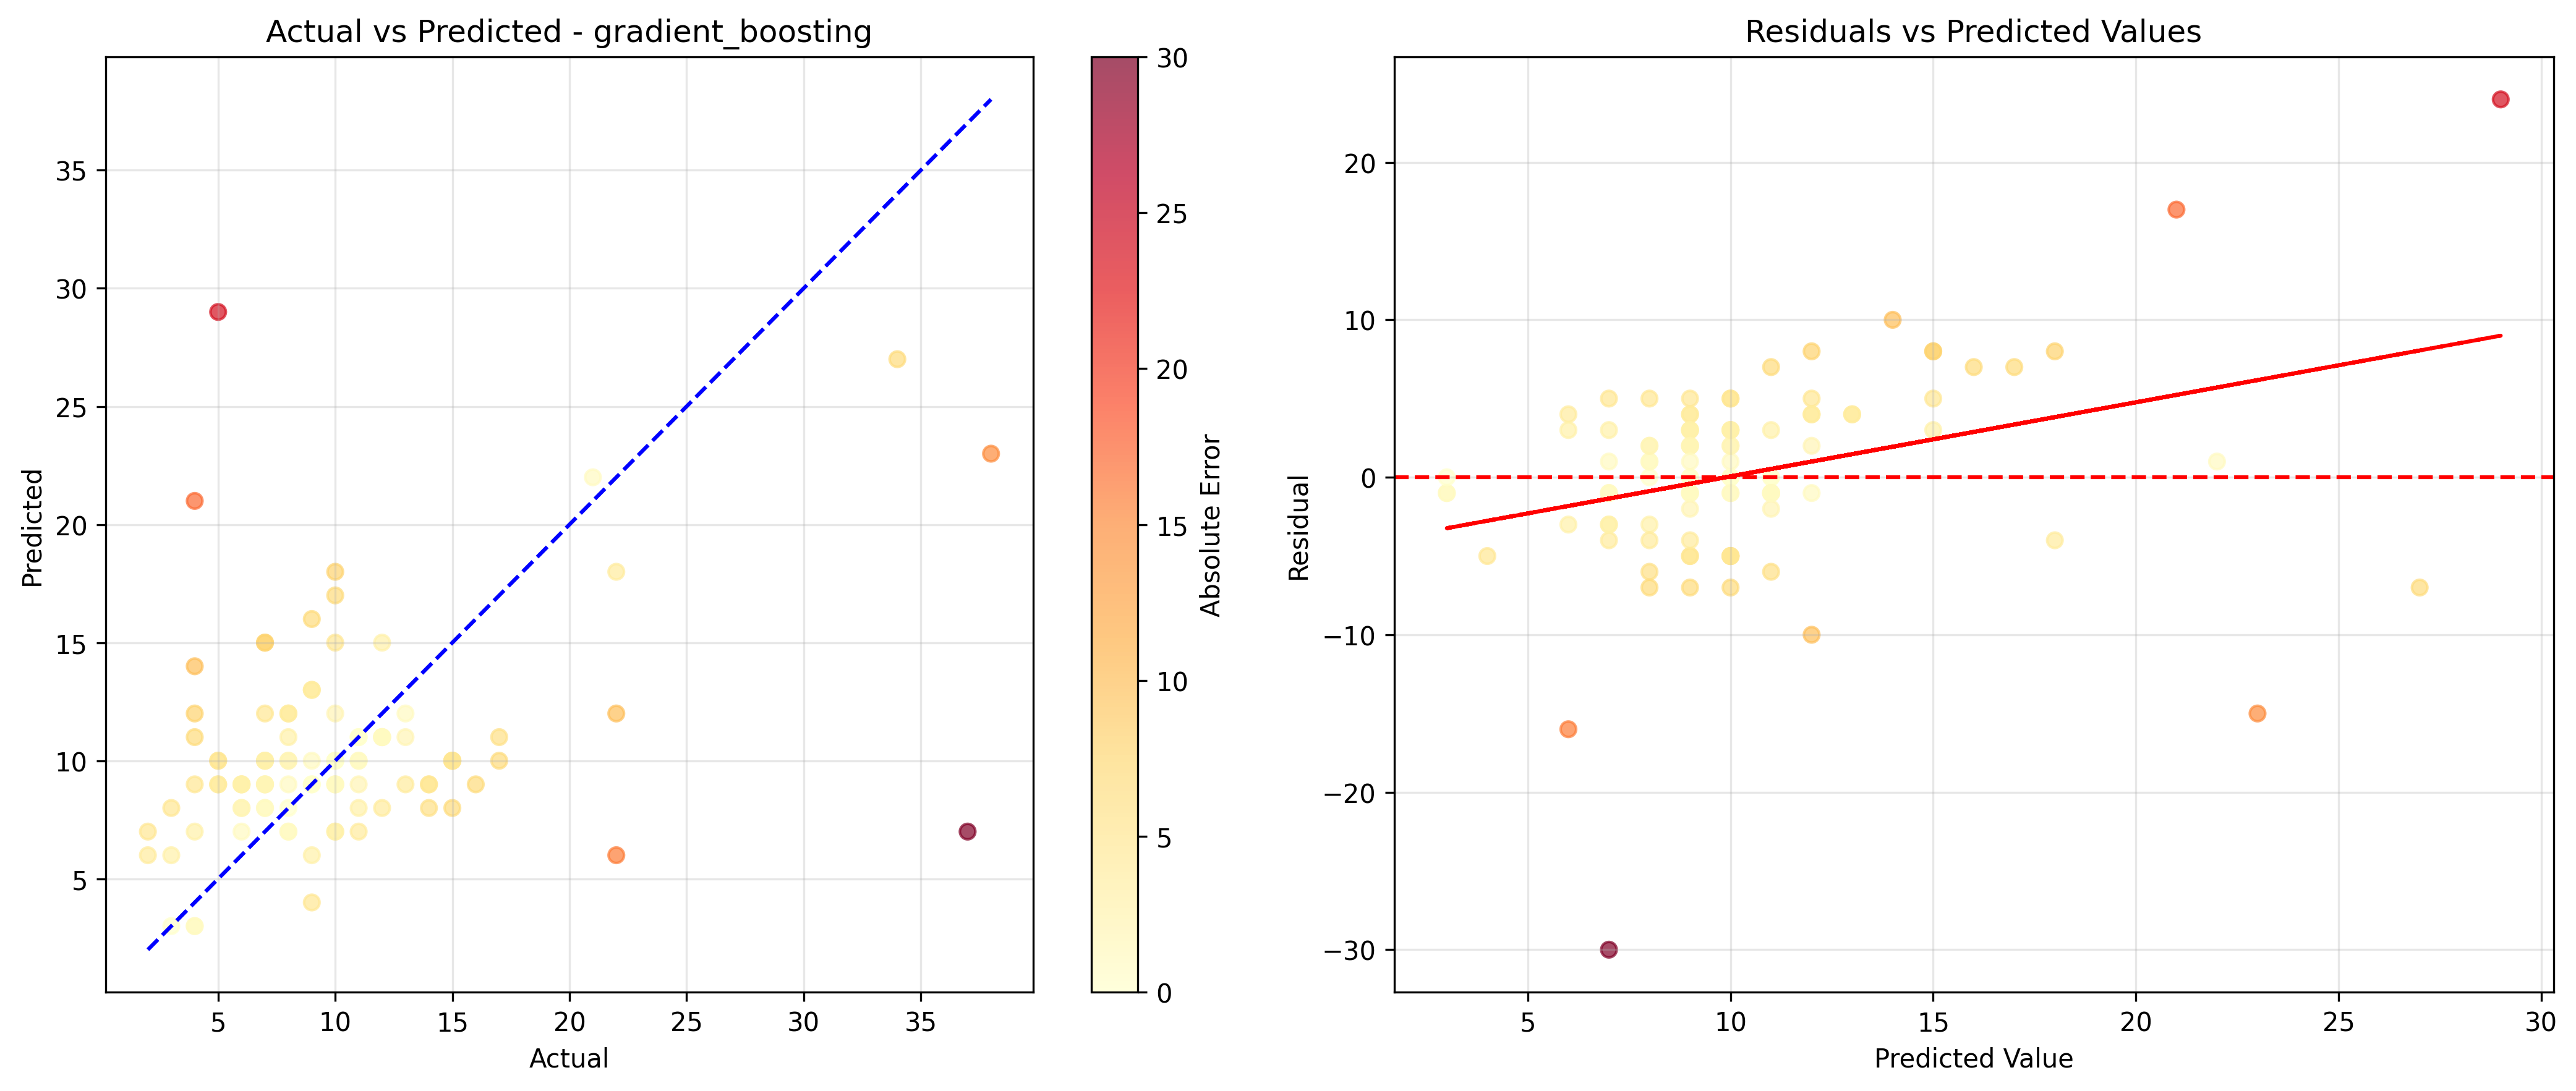 Actual vs Predicted - gradient_boosting
35
30
25
20
15
10
5
Predicted
5 10 15 20 25 30 35
Actual
30
25
20
15
10
5
0
Absolute Error
Residuals vs Predicted Values
20
10
0
−10
−20
−30
Residual
5 10 15 20 25 30
Predicted Value